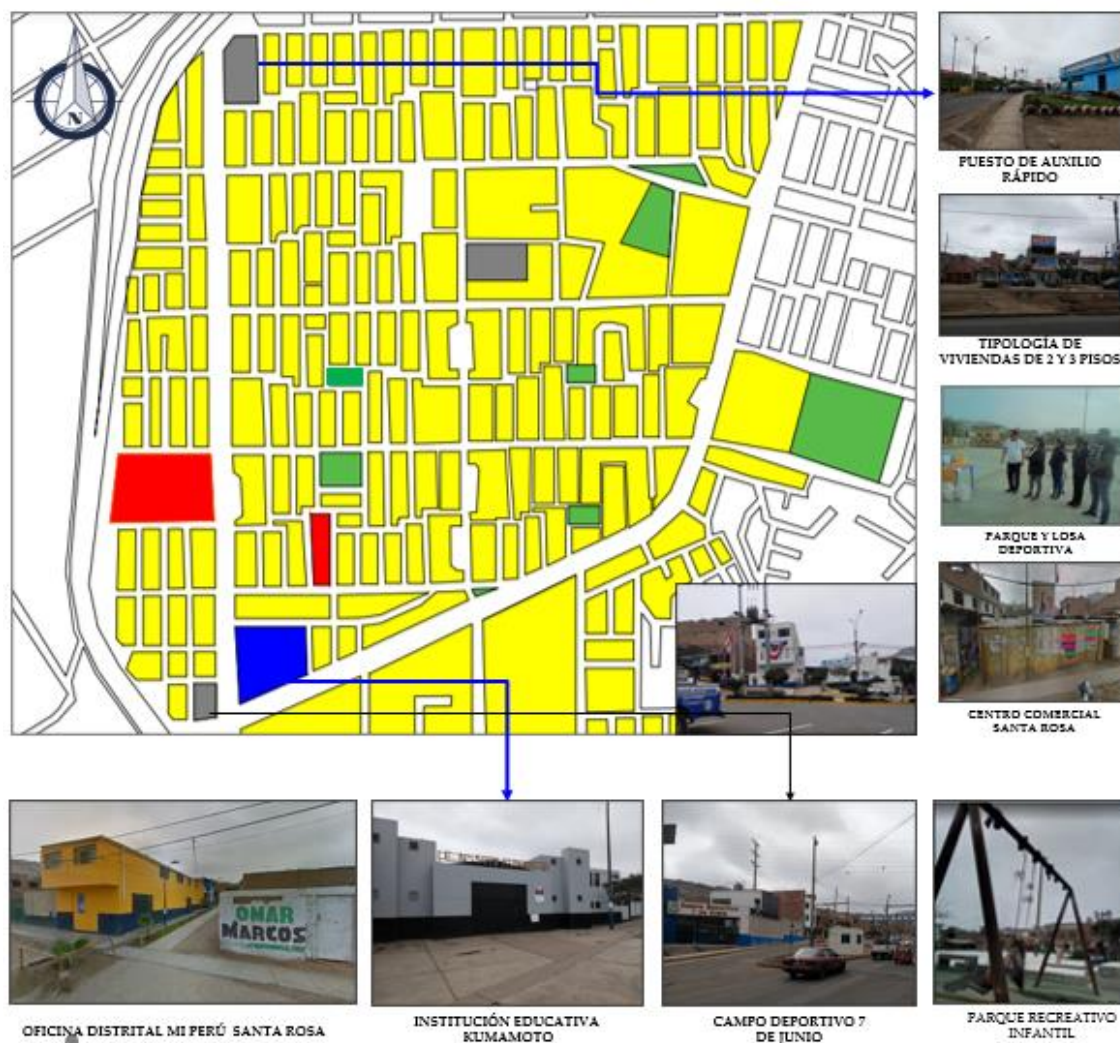 N
PUESTO DE AUXILIO
RÁPIDO
TIPOLOGÍA DE
VIVIENDAS DE 2 Y 3 PISOS
PARQUE Y LOSA
DEPORTIVA
CENTRO COMERCIAL
SANTA ROSA
OMAR
MARCOS
OFICINA DISTRITAL MI PERÚ SANTA ROSA
INSTITUCIÓN EDUCATIVA
KUMAMOTO
CAMPO DEPORTIVO 7
DE JUNIO
PARQUE RECREATIVO
INFANTIL